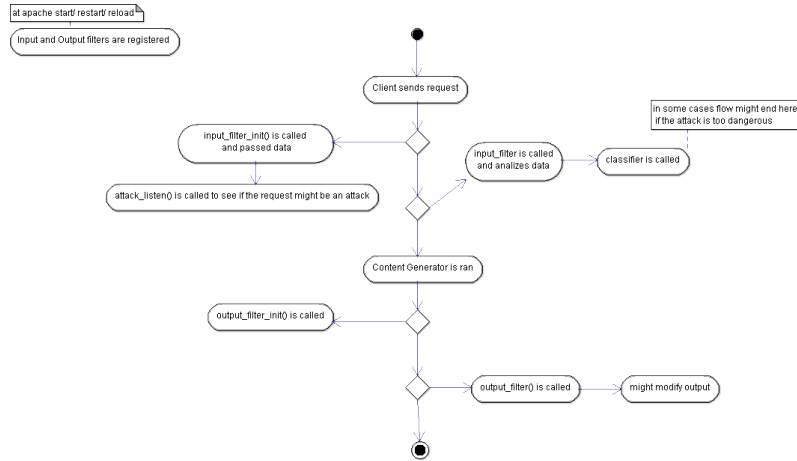 at apache start/ restart/ reload
Input and Output filters are registered
Client sends request
input_filter_init() is called
and passed data
attack_listen() is called to see if the request might be an attack
input_filter is called
and analizes data
classifier is called
in some cases flow might end here
if the attack is too dangerous
Content Generator is ran
output_filter_init() is called
output_filter() is called
might modify output